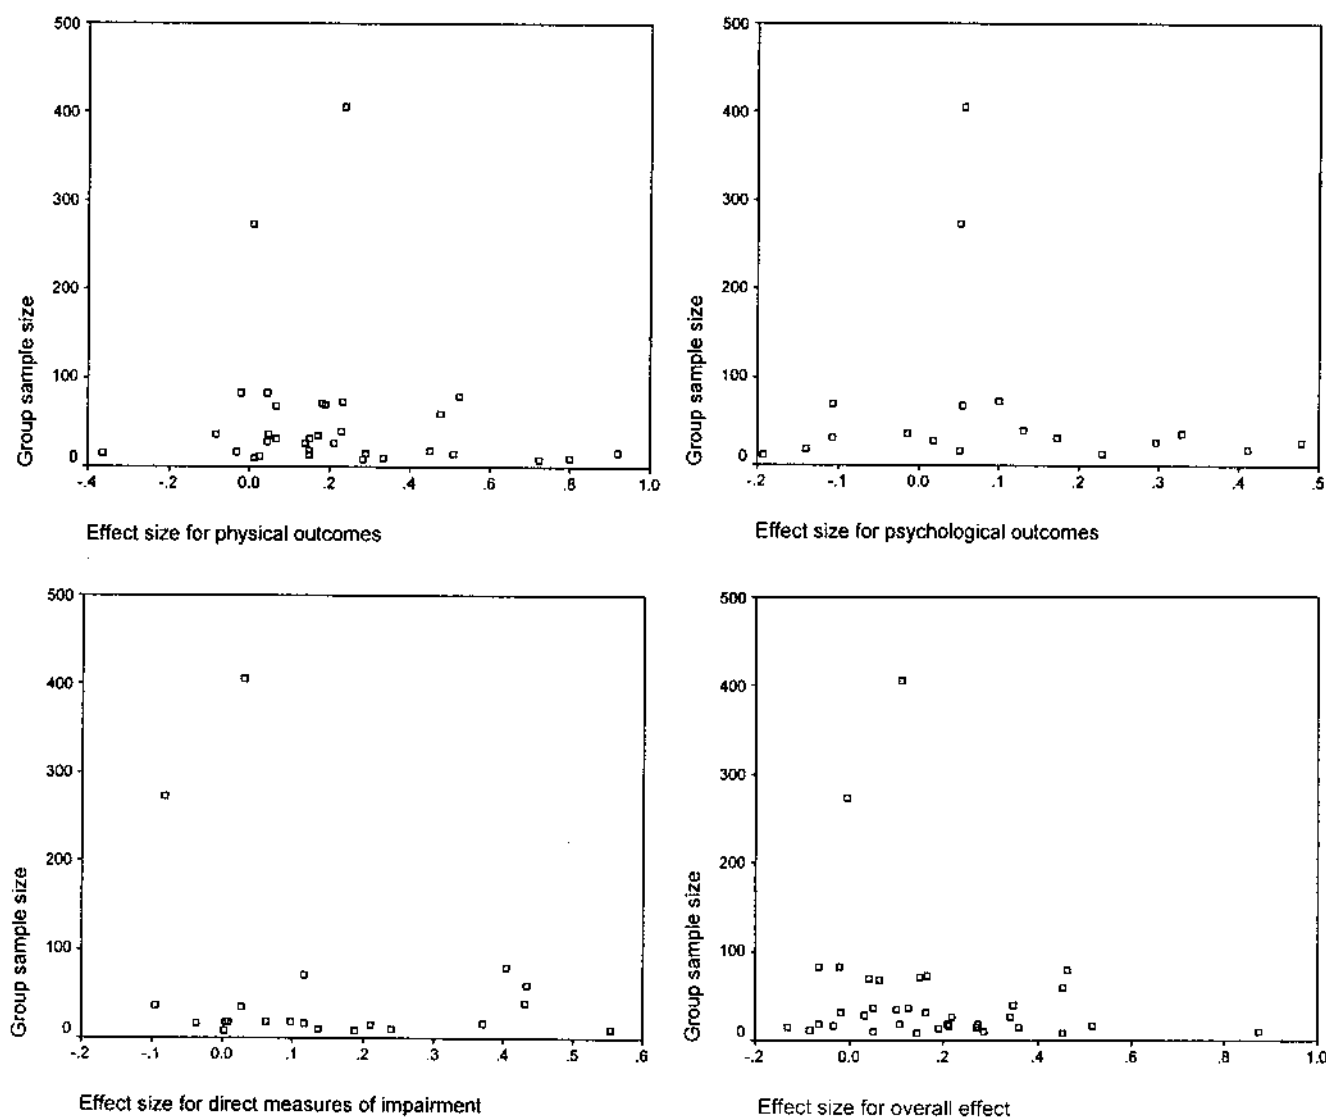 500
400
300
200
100
0
Group sample size
-.4 -.2 0.0 .2 .4 .6 .8 1.0
Effect size for physical outcomes
500
400
300
200
100
0
Group sample size
-.2 -.1 0.0 .1 .2 .3 .4 .5
Effect size for psychological outcomes
500
400
300
200
100
0
Group sample size
-.2 -.1 0.0 .1 .2 .3 .4 .5 .6
Effect size for direct measures of impairment
500
400
300
200
100
0
Group sample size
-.2 0.0 .2 .4 .6 .8 1.0
Effect size for overall effect